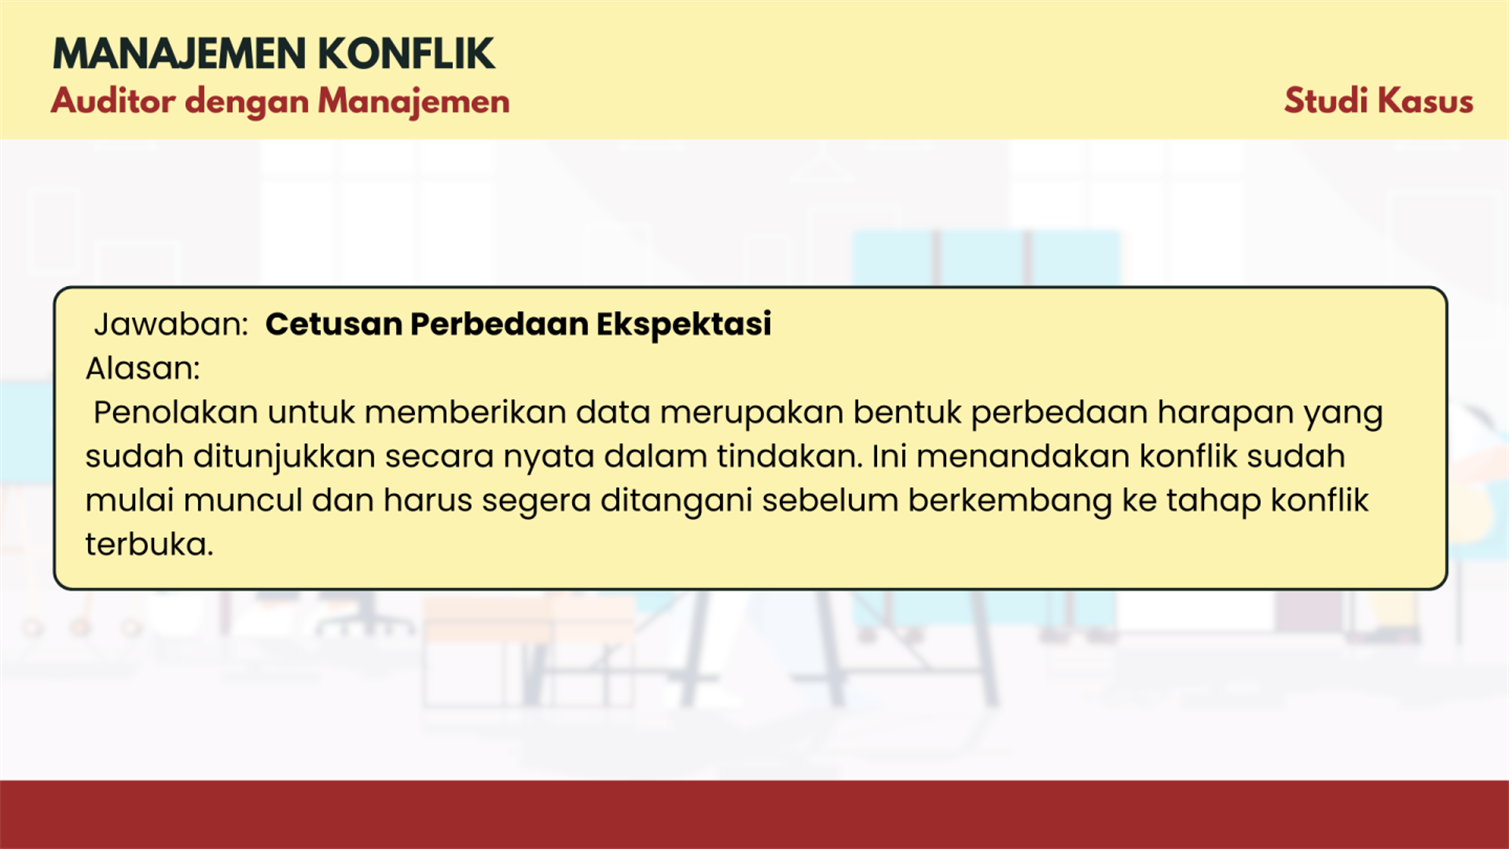 MANAJEMEN KONFLIK
Auditor dengan Manajemen
Studi Kasus
Jawaban: Cetusan Perbedaan Ekspektasi
Alasan:
Penolakan untuk memberikan data merupakan bentuk perbedaan harapan yang
sudah ditunjukkan secara nyata dalam tindakan. Ini menandakan konflik sudah
mulai muncul dan harus segera ditangani sebelum berkembang ke tahap konflik
terbuka.